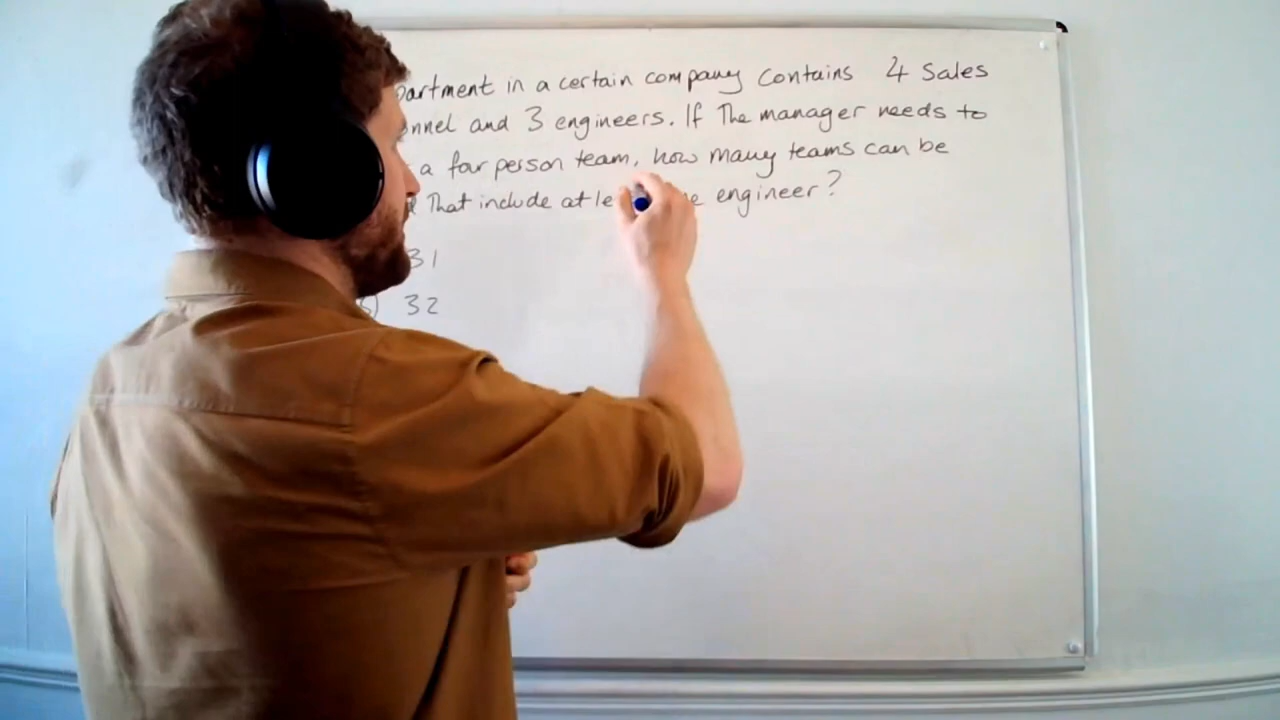 partment in a certain company contains 4 Sales
nnel and 3 engineers. If the manager needs to
a four person team, how many teams can be
that include at le engineer?
31
32